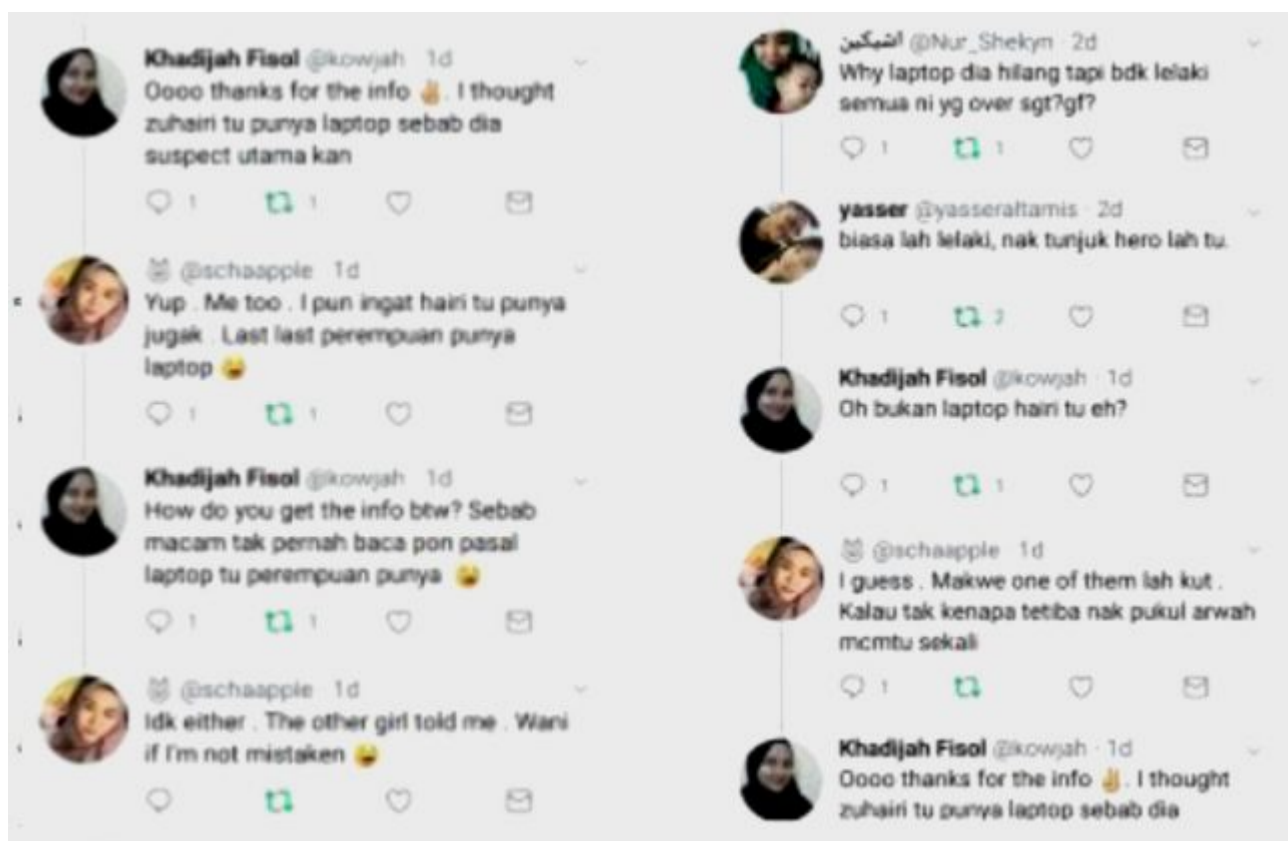 Khadijah Fisol @kowjah 1d
Oooo thanks for the info ✌. I thought
zuhairi tu punya laptop sebab dia
suspect utama kan
1 1
@schaapple 1d
Yup . Me too . I pun ingat hairi tu punya
jugak . Last last perempuan punya
laptop 😫
1 1
Khadijah Fisol @kowjah 1d
How do you get the info btw? Sebab
macam tak pernah baca pon pasal
laptop tu perempuan punya 😫
1 1
@schaapple 1d
Idk either . The other girl told me . Wani
if I'm not mistaken 😫
اشيكين @Nur_Shekyn · 2d
Why laptop dia hilang tapi bdk lelaki
semua ni yg over sgt?gf?
1 1
yasser @yasseraltamis · 2d
biasa lah lelaki, nak tunjuk hero lah tu.
1 2
Khadijah Fisol @kowjah · 1d
Oh bukan laptop hairi tu eh?
1 1
@schaapple 1d
I guess . Makwe one of them lah kut .
Kalau tak kenapa tetiba nak pukul arwah
mcmtu sekali
1
Khadijah Fisol @kowjah · 1d
Oooo thanks for the info ✌. I thought
zuhairi tu punya laptop sebab dia